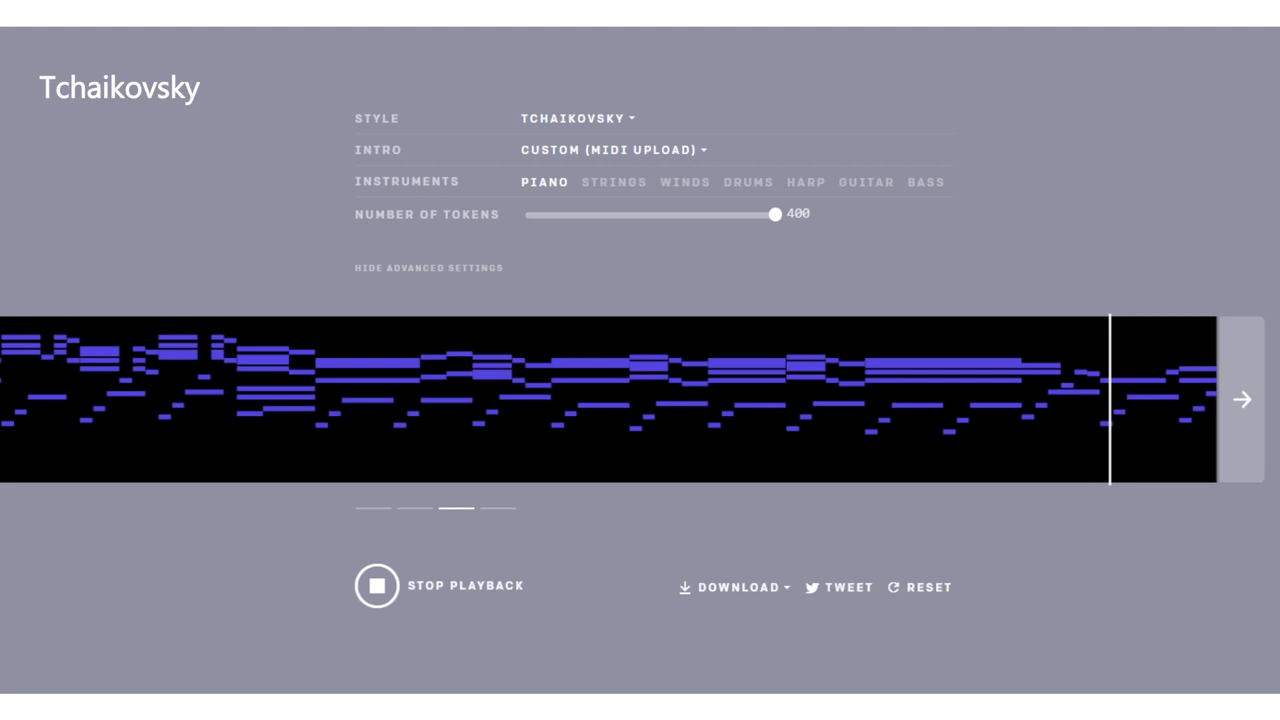 Tchaikovsky
STYLE TCHAIKOVSKY
INTRO CUSTOM (MIDI UPLOAD)
INSTRUMENTS PIANO STRINGS WINDS DRUMS HARP GUITAR BASS
NUMBER OF TOKENS 400
HIDE ADVANCED SETTINGS
STOP PLAYBACK DOWNLOAD TWEET RESET